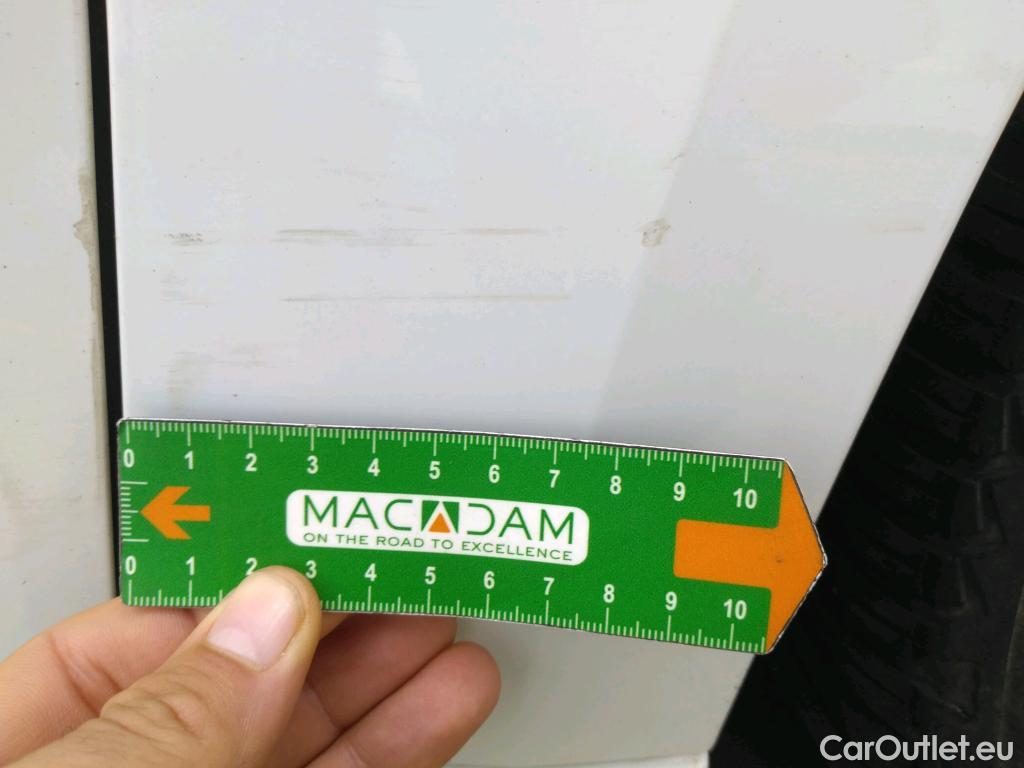 0 1 2 3 4 5 6 7 8 9 10
MACADAM
ON THE ROAD TO EXCELLENCE
0 1 2 3 4 5 6 7 8 9 10
CarOutlet.eu